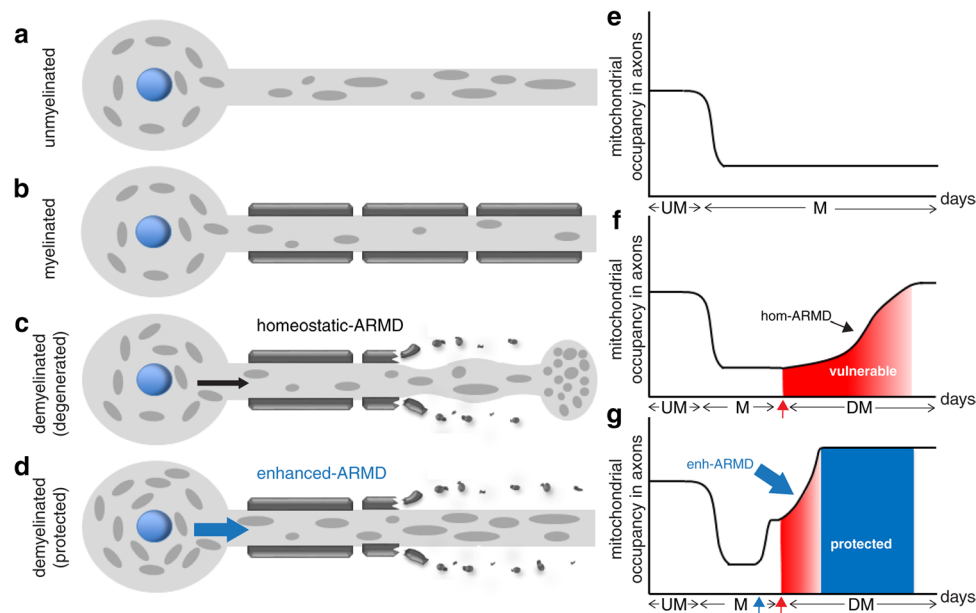 a
unmyelinated
b
myelinated
c
demyelinated
(degenerated)
homeostatic-ARMD
d
demyelinated
(protected)
enhanced-ARMD
e
mitochondrial
occupancy in axons
days
UM
M
f
mitochondrial
occupancy in axons
hom-ARMD
vulnerable
days
UM
M
DM
g
mitochondrial
occupancy in axons
enh-ARMD
protected
days
UM
M
DM